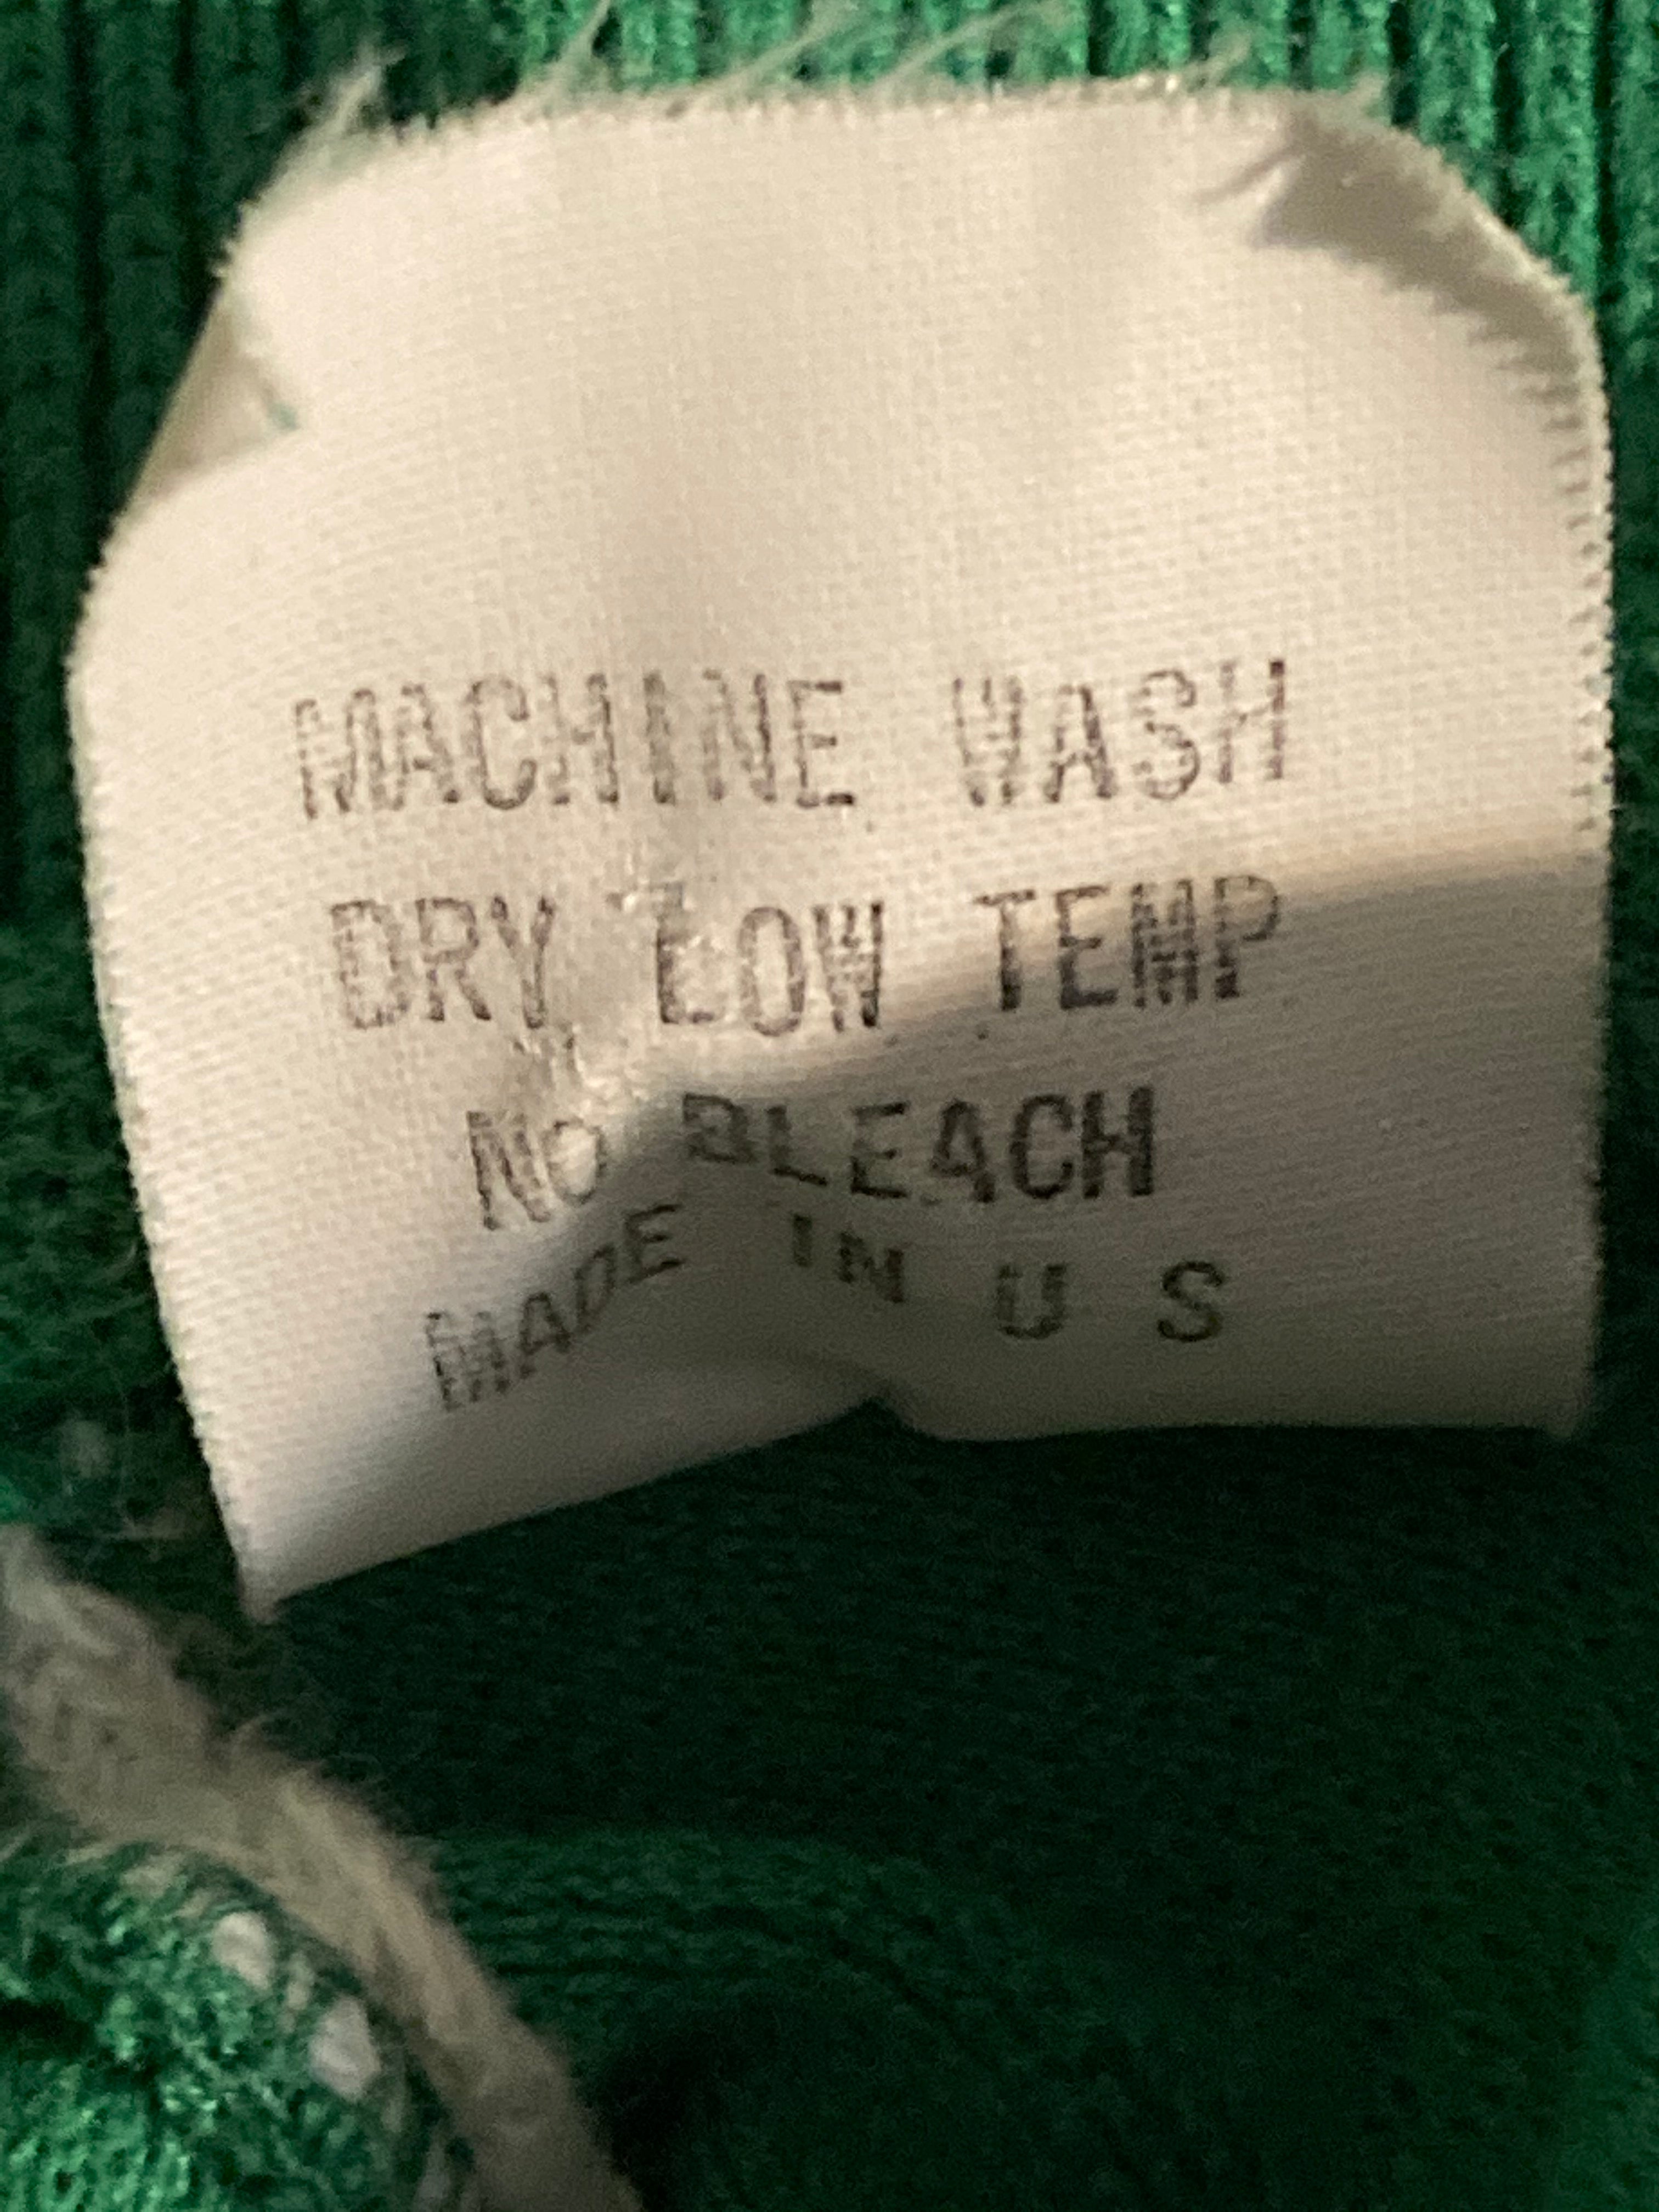 MACHINE WASH
DRY LOW TEMP
NO BLEACH
MADE IN U S